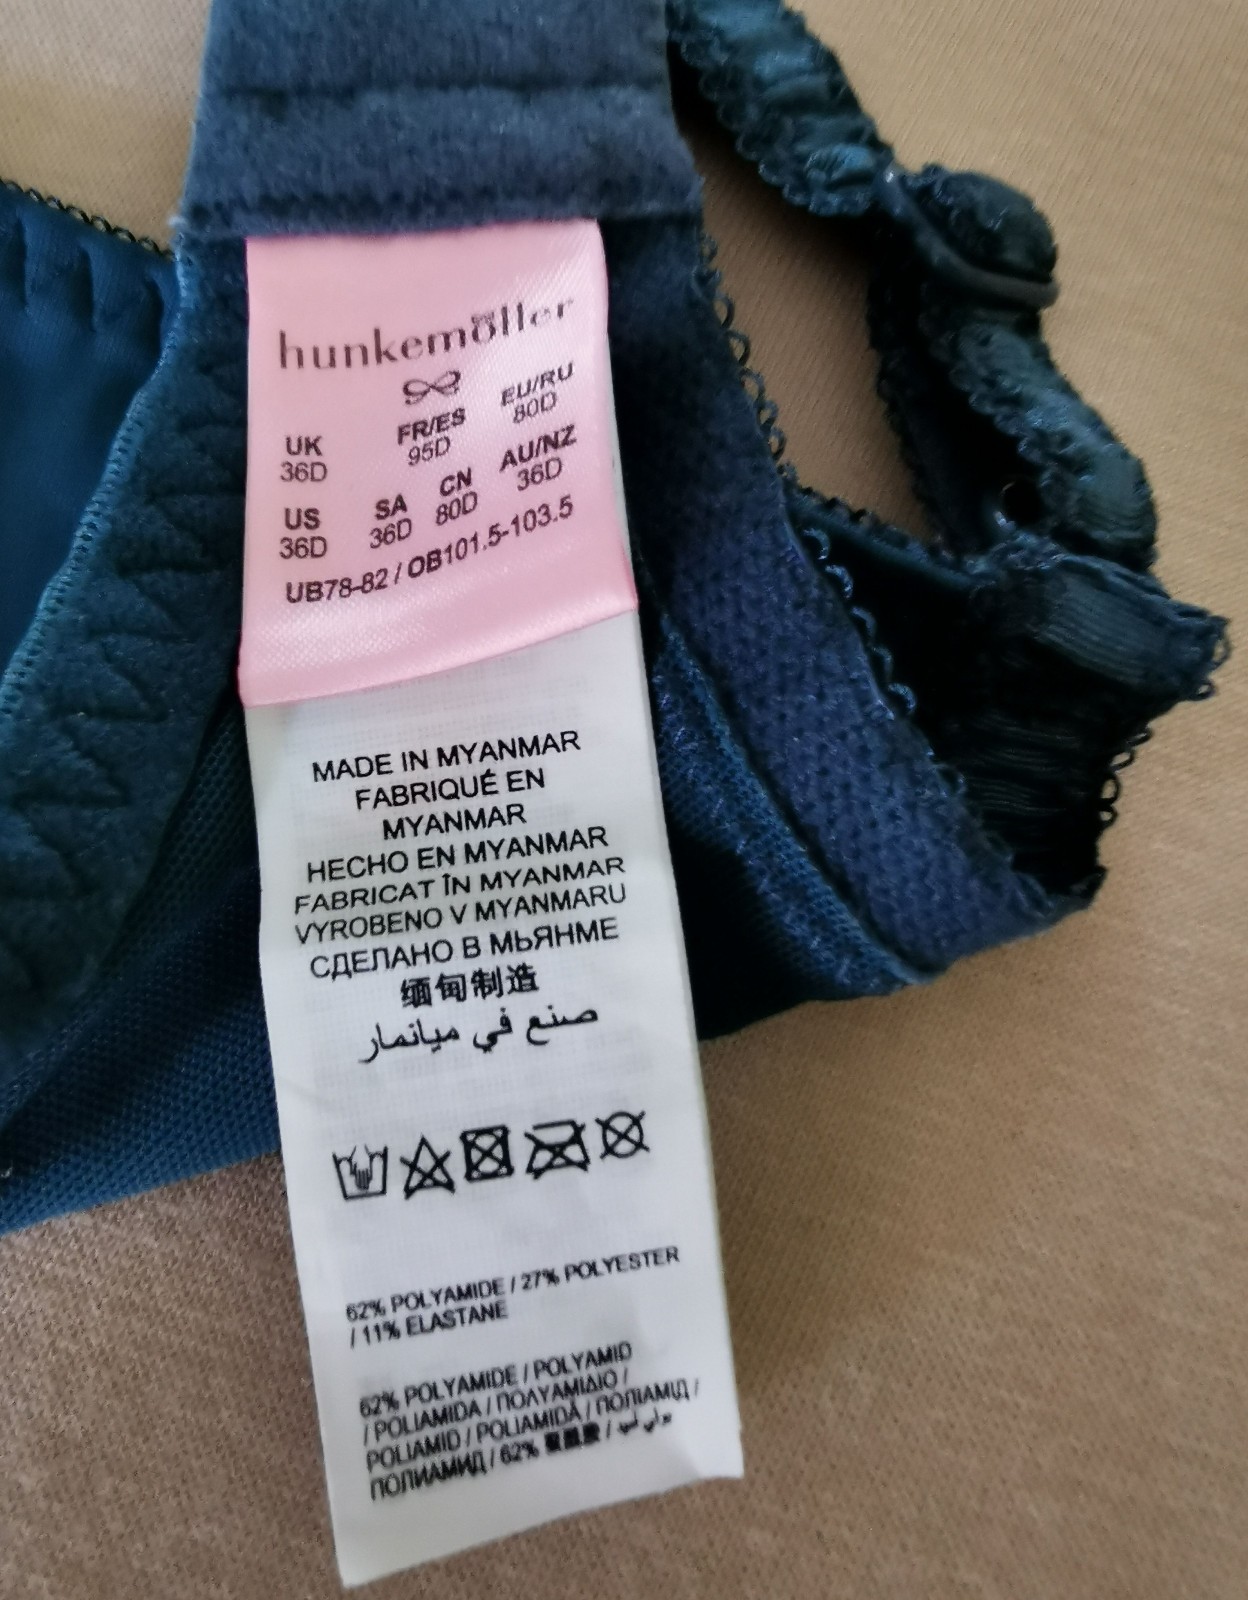 hunkemöller
UK FR/ES EU/RU
36D 95D 80D
US SA CN AU/NZ
36D 36D 80D 36D
UB78-82 / OB101.5-103.5
MADE IN MYANMAR
FABRIQUÉ EN
MYANMAR
HECHO EN MYANMAR
FABRICAT ÎN MYANMAR
VYROBENO V MYANMARU
СДЕЛАНО В МЬЯНМЕ
缅甸制造
صنع في ميانمار
62% POLYAMIDE / 27% POLYESTER
/ 11% ELASTANE
62% POLYAMIDE / POLYAMID
/ POLIAMIDA / ΠΟΛΥΑΜΙΔΙΟ /
POLIAMID / POLIAMIDĂ / ПОЛІАМІД /
ПОЛИАМИД / 62%